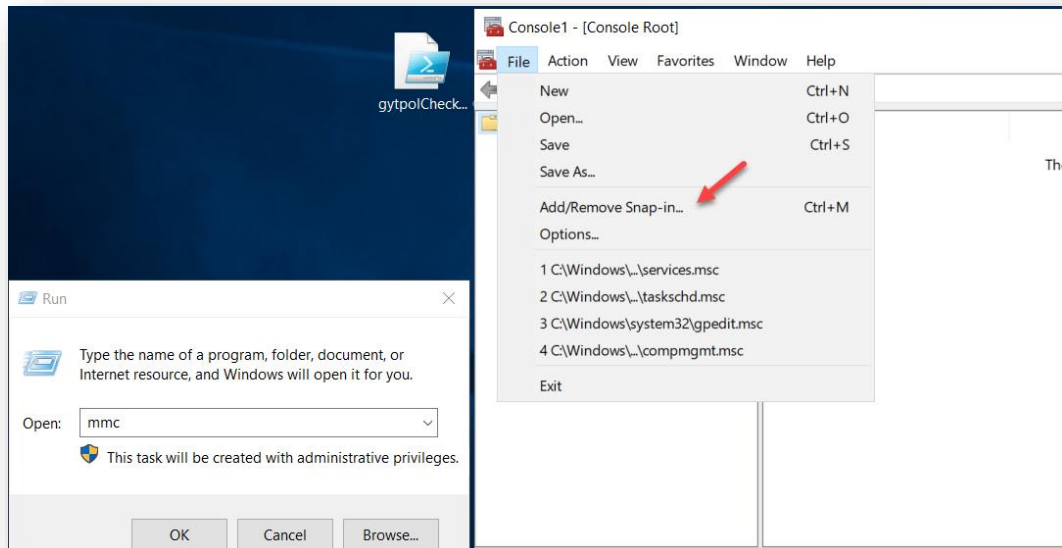 gytpolCheck...
Console1 - [Console Root]
File Action View Favorites Window Help
New Ctrl+N
Open... Ctrl+O
Save Ctrl+S
Save As...
Add/Remove Snap-in... Ctrl+M
Options...
1 C:\Windows\...\services.msc
2 C:\Windows\...\taskschd.msc
3 C:\Windows\system32\gpedit.msc
4 C:\Windows\...\compmgmt.msc
Exit
Run
Type the name of a program, folder, document, or
Internet resource, and Windows will open it for you.
Open: mmc
This task will be created with administrative privileges.
OK Cancel Browse...